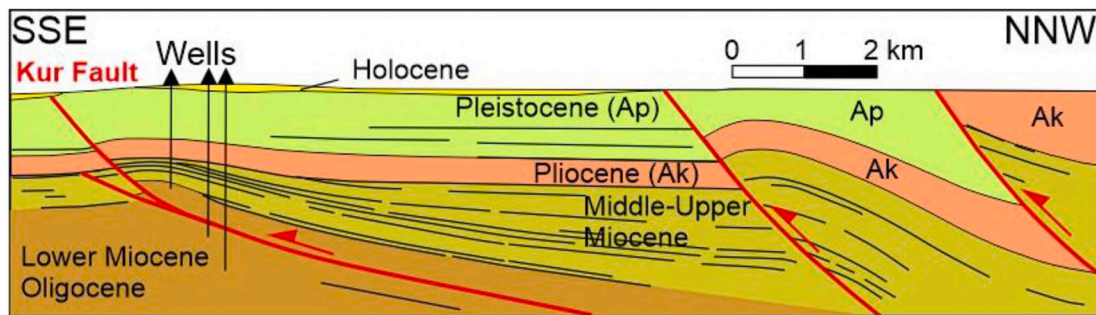 SSE
NNW
Wells
0 1 2 km
Kur Fault
Holocene
Pleistocene (Ap)
Ap
Ak
Pliocene (Ak)
Ak
Middle-Upper
Miocene
Lower Miocene
Oligocene